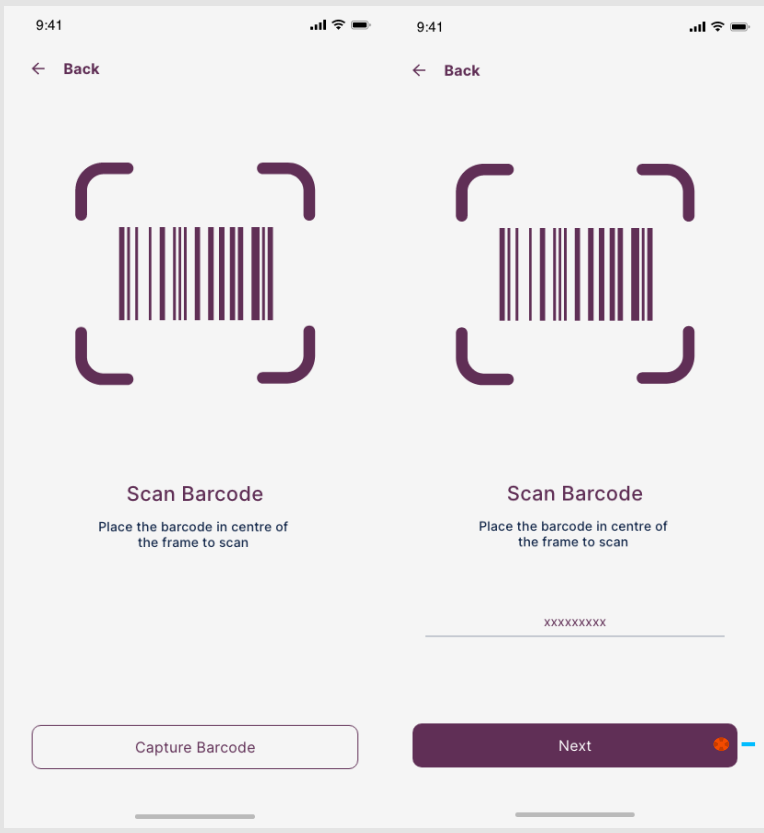 9:41
Back
Scan Barcode
Place the barcode in centre of
the frame to scan
Capture Barcode
9:41
Back
Scan Barcode
Place the barcode in centre of
the frame to scan
xxxxxxxxx
Next